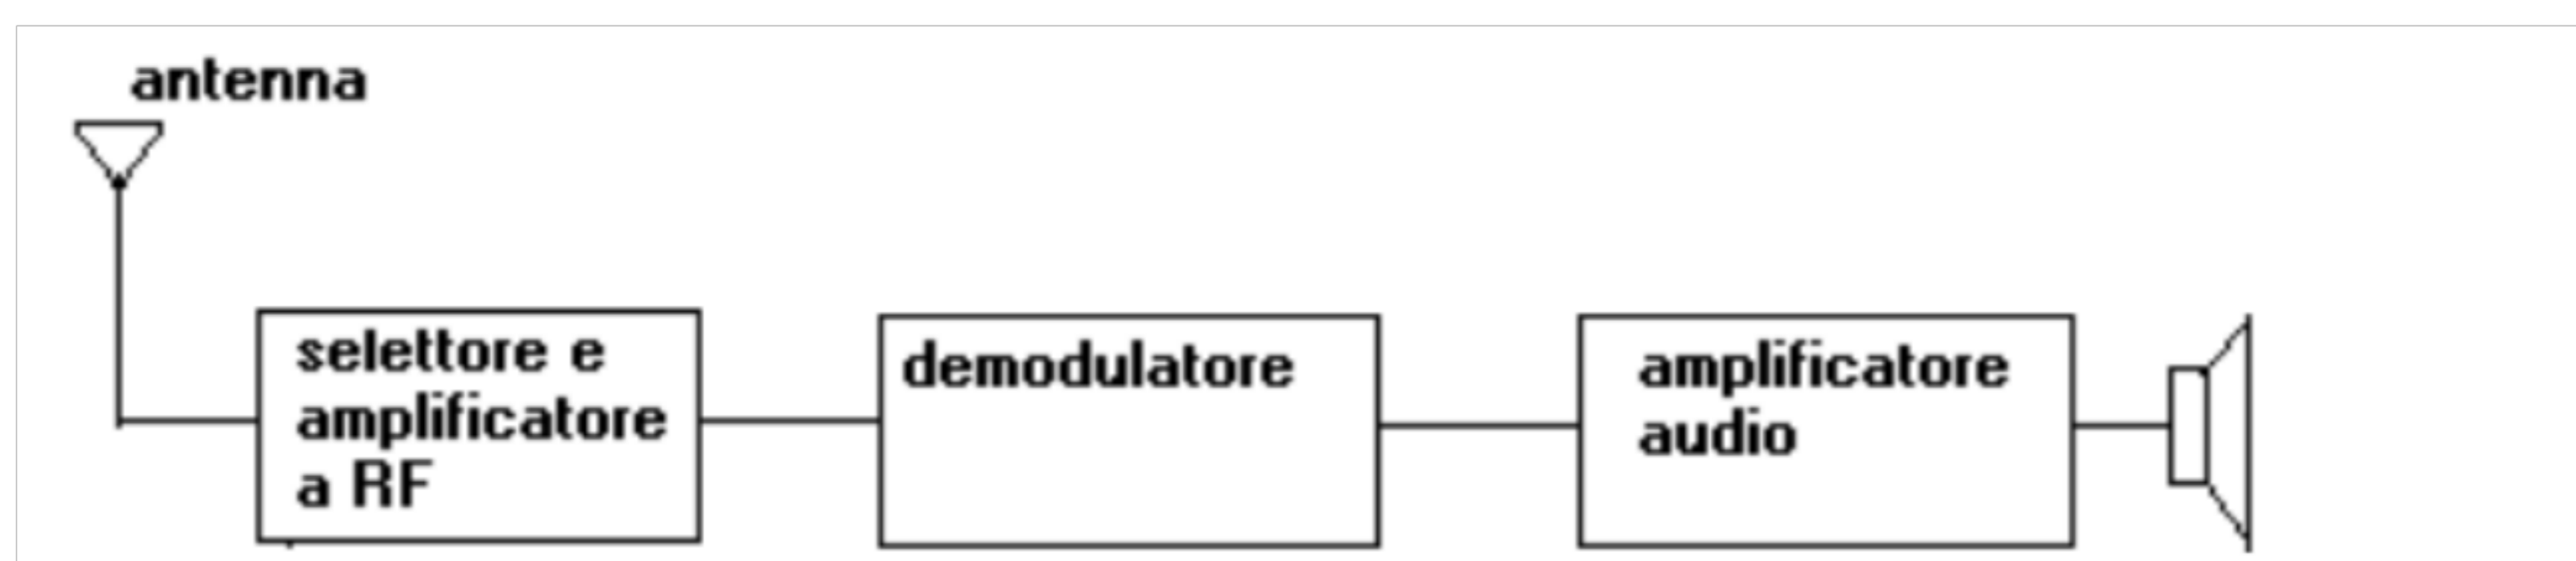 antenna
selettore e
amplificatore
a RF
demodulatore
amplificatore
audio